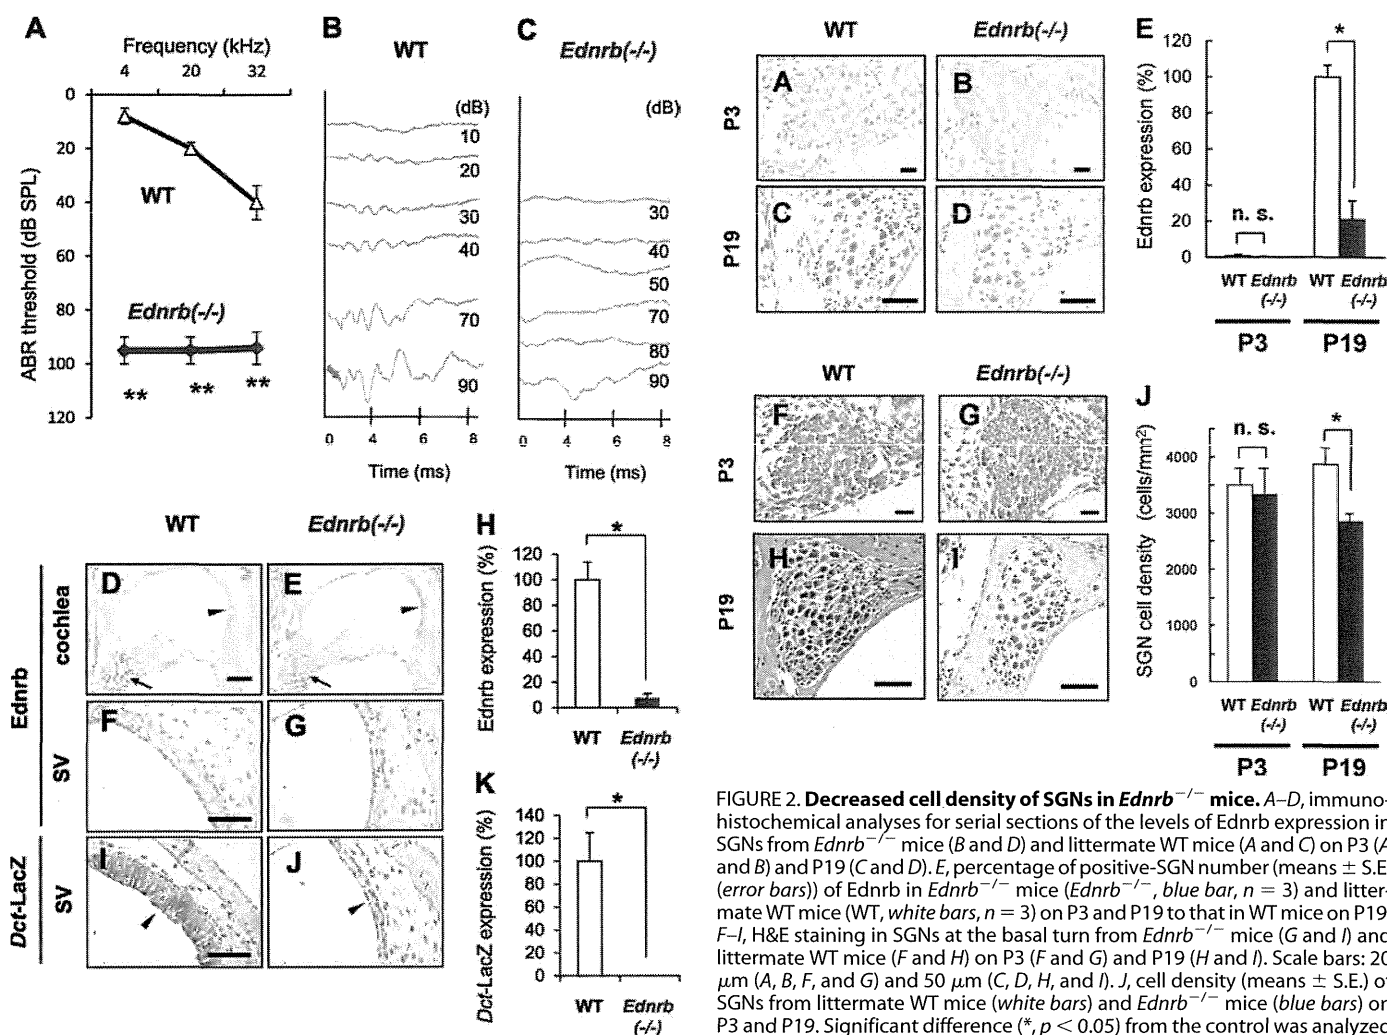 A
Frequency (kHz)
4 20 32
ABR threshold (dB SPL)
0
20
40
60
80
100
120
WT
Ednrb(-/-)
** ** **
B
WT
(dB)
10
20
30
40
70
90
0 4 6 8
Time (ms)
C
Ednrb(-/-)
(dB)
30
40
50
70
80
90
0 4 6 8
Time (ms)
WT Ednrb(-/-)
Ednrb
cochlea
D E
SV
F G
Dct-LacZ
SV
I J
H
Ednrb expression (%)
120
100
80
60
40
20
0
*
WT Ednrb
(-/-)
K
Dct-LacZ expression (%)
140
120
100
80
60
40
20
0
*
WT Ednrb
(-/-)
WT Ednrb(-/-)
P3
A B
P19
C D
E
Ednrb expression (%)
120
100
80
60
40
20
0
n. s.
*
WT Ednrb WT Ednrb
(-/-) (-/-)
P3 P19
WT Ednrb(-/-)
P3
F G
P19
H I
J
SGN cell density (cells/mm²)
4000
3000
2000
1000
0
n. s.
*
WT Ednrb WT Ednrb
(-/-) (-/-)
P3 P19
FIGURE 2. Decreased cell density of SGNs in Ednrb−/− mice. A–D, immuno-
histochemical analyses for serial sections of the levels of Ednrb expression in
SGNs from Ednrb−/− mice (B and D) and littermate WT mice (A and C) on P3 (A
and B) and P19 (C and D). E, percentage of positive-SGN number (means ± S.E.
(error bars)) of Ednrb in Ednrb−/− mice (Ednrb−/−, blue bar, n = 3) and litter-
mate WT mice (WT, white bars, n = 3) on P3 and P19 to that in WT mice on P19.
F–I, H&E staining in SGNs at the basal turn from Ednrb−/− mice (G and I) and
littermate WT mice (F and H) on P3 (F and G) and P19 (H and I). Scale bars: 20
μm (A, B, F, and G) and 50 μm (C, D, H, and I). J, cell density (means ± S.E.) of
SGNs from littermate WT mice (white bars) and Ednrb−/− mice (blue bars) on
P3 and P19. Significant difference (*, p < 0.05) from the control was analyzed